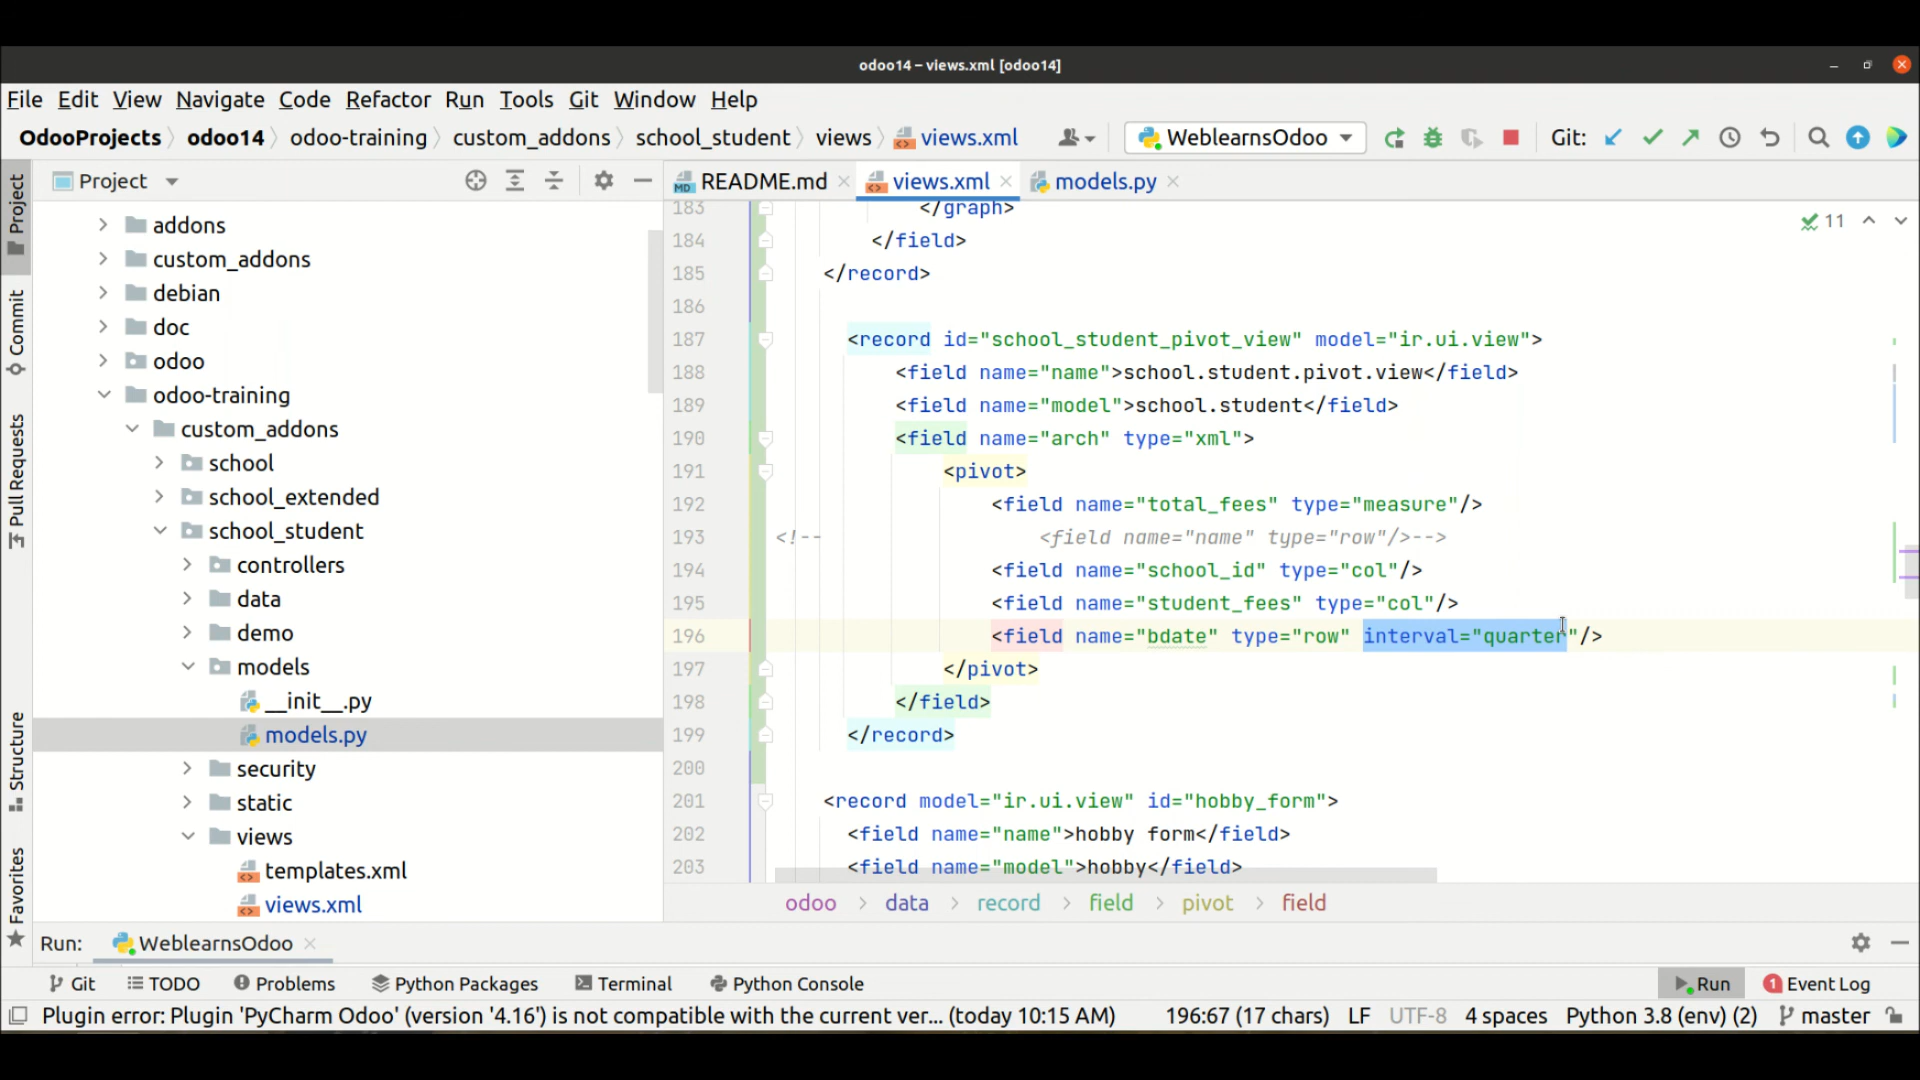 odoo14 – views.xml [odoo14]
File Edit View Navigate Code Refactor Run Tools Git Window Help
OdooProjects odoo14 odoo-training custom_addons school_student views views.xml WeblearnsOdoo Git:
Project README.md views.xml models.py
addons
custom_addons
debian
doc
odoo
odoo-training
custom_addons
school
school_extended
school_student
controllers
data
demo
models
__init__.py
models.py
security
static
views
templates.xml
views.xml
Project
Commit
Pull Requests
Structure
Favorites
11
183 </graph>
184 </field>
185 </record>
186
187 <record id="school_student_pivot_view" model="ir.ui.view">
188 <field name="name">school.student.pivot.view</field>
189 <field name="model">school.student</field>
190 <field name="arch" type="xml">
191 <pivot>
192 <field name="total_fees" type="measure"/>
193 <!-- <field name="name" type="row"/>-->
194 <field name="school_id" type="col"/>
195 <field name="student_fees" type="col"/>
196 <field name="bdate" type="row" interval="quarter"/>
197 </pivot>
198 </field>
199 </record>
200
201 <record model="ir.ui.view" id="hobby_form">
202 <field name="name">hobby form</field>
203 <field name="model">hobby</field>
odoo > data > record > field > pivot > field
Run: WeblearnsOdoo
Git TODO Problems Python Packages Terminal Python Console Run 1 Event Log
Plugin error: Plugin 'PyCharm Odoo' (version '4.16') is not compatible with the current ver... (today 10:15 AM) 196:67 (17 chars) LF UTF-8 4 spaces Python 3.8 (env) (2) master